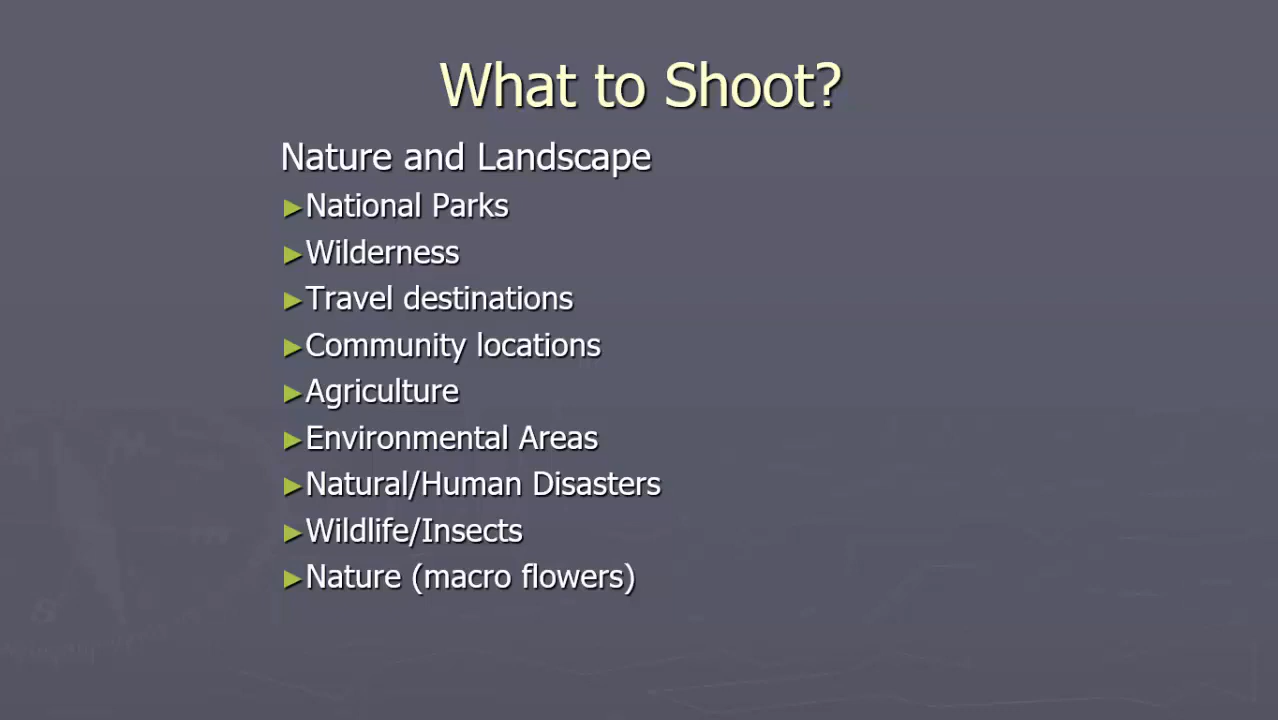 What to Shoot?
Nature and Landscape
►National Parks
►Wilderness
►Travel destinations
►Community locations
►Agriculture
►Environmental Areas
►Natural/Human Disasters
►Wildlife/Insects
►Nature (macro flowers)